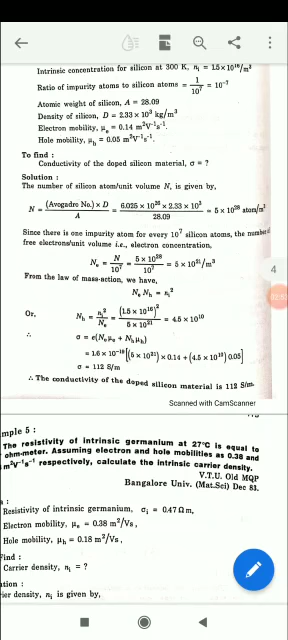 Intrinsic concentration for silicon at 300 K, nᵢ = 1.5 × 10¹⁶/m³
Ratio of impurity atoms to silicon atoms = 1/10⁷ = 10⁻⁷
Atomic weight of silicon, A = 28.09
Density of silicon, D = 2.33 × 10³ kg/m³
Electron mobility, μₑ = 0.14 m²V⁻¹s⁻¹.
Hole mobility, μₕ = 0.05 m²V⁻¹s⁻¹.
To find :
Conductivity of the doped silicon material, σ = ?
Solution :
The number of silicon atom/unit volume N, is given by,
N = (Avogadro No.) × D / A = 6.025 × 10²⁶ × 2.33 × 10³ / 28.09 = 5 × 10²⁸ atom/m³
Since there is one impurity atom for every 10⁷ silicon atoms, the number of
free electrons/unit volume i.e., electron concentration,
Nₑ = N/10⁷ = 5 × 10²⁸/10⁷ = 5 × 10²¹/m³
From the law of mass-action, we have,
Nₑ Nₕ = nᵢ²
Or, Nₕ = nᵢ²/Nₑ = (1.5 × 10¹⁶)²/5 × 10²¹ = 4.5 × 10¹⁰
∴ σ = e(Nₑμₑ + Nₕμₕ)
= 1.6 × 10⁻¹⁹[(5 × 10²¹) × 0.14 + (4.5 × 10¹⁰) 0.05]
σ = 112 S/m
∴ The conductivity of the doped silicon material is 112 S/m.
4
Scanned with CamScanner
mple 5 :
The resistivity of intrinsic germanium at 27°C is equal to
ohm-meter. Assuming electron and hole mobilities as 0.38 and
m²V⁻¹s⁻¹ respectively, calculate the intrinsic carrier density.
V.T.U. Old MQP
Bangalore Univ. (Mat.Sci) Dec 83.
Resistivity of intrinsic germanium, σᵢ = 0.47 Ω m,
Electron mobility, μₑ = 0.38 m²/Vs,
Hole mobility, μₕ = 0.18 m²/Vs,
Find :
Carrier density, nᵢ = ?
ution :
rier density, nᵢ is given by,